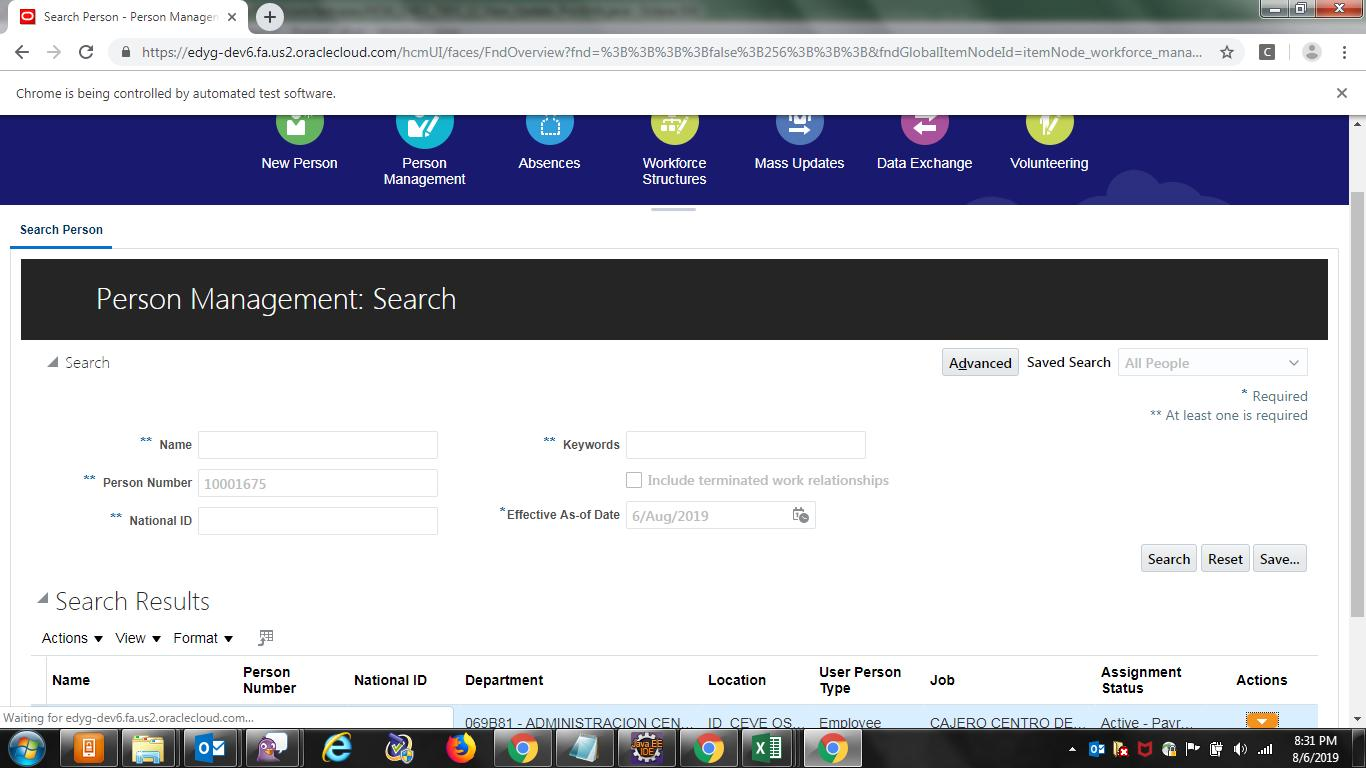 Search Person - Person Managem
https://edyg-dev6.fa.us2.oraclecloud.com/hcmUI/faces/FndOverview?fnd=%3B%3B%3B%3Bfalse%3B256%3B%3B%3B&fndGlobalItemNodeId=itemNode_workforce_mana...
C
Chrome is being controlled by automated test software.
New Person
Person Management
Absences
Workforce Structures
Mass Updates
Data Exchange
Volunteering
Search Person
Person Management: Search
Search
Advanced
Saved Search
All People
* Required
** At least one is required
** Name
** Keywords
** Person Number 10001675
Include terminated work relationships
** National ID
*Effective As-of Date 6/Aug/2019
Search Reset Save...
Search Results
Actions View Format
Name
Person Number
National ID
Department
Location
User Person Type
Job
Assignment Status
Actions
Waiting for edyg-dev6.fa.us2.oraclecloud.com...
069B81 - ADMINISTRACION CEN...
ID_CEVE OS...
Employee
CAJERO CENTRO DE...
Active - Payr...
Java EE
IDE
8:31 PM
8/6/2019